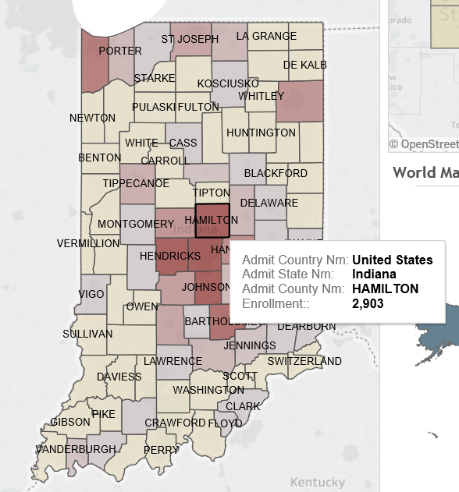 ST JOSEPH
LA GRANGE
PORTER
DE KALB
STARKE
KOSCIUSKO
WHITLEY
PULASKI
FULTON
NEWTON
HUNTINGTON
WHITE
CASS
BENTON
CARROLL
BLACKFORD
TIPPECANOE
TIPTON
DELAWARE
MONTGOMERY
HAMILTON
Indiana
VERMILLION
HENDRICKS
HAN
Admit Country Nm: United States
Admit State Nm: Indiana
Admit County Nm: HAMILTON
Enrollment:: 2,903
VIGO
JOHNSON
OWEN
BARTHOL
DEARBORN
SULLIVAN
JENNINGS
LAWRENCE
SWITZERLAND
DAVIESS
SCOTT
WASHINGTON
CLARK
PIKE
GIBSON
CRAWFORD
FLOYD
VANDERBURGH
PERRY
Kentucky
© OpenStreet
World Ma